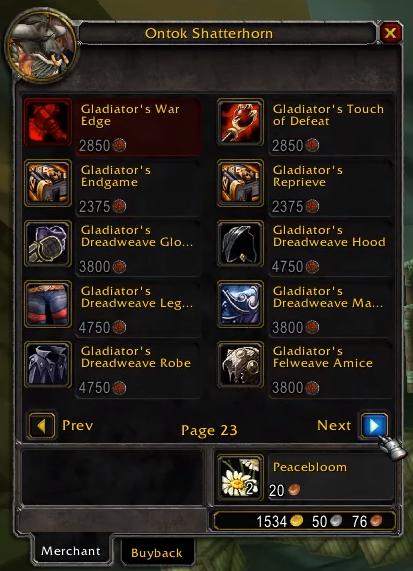 Ontok Shatterhorn
Gladiator's War
Edge
2850
Gladiator's Touch
of Defeat
2850
Gladiator's
Endgame
2375
Gladiator's
Reprieve
2375
Gladiator's
Dreadweave Glo...
3800
Gladiator's
Dreadweave Hood
4750
Gladiator's
Dreadweave Leg...
4750
Gladiator's
Dreadweave Ma...
3800
Gladiator's
Dreadweave Robe
4750
Gladiator's
Felweave Amice
3800
Prev
Page 23
Next
2
Peacebloom
20
1534 50 76
Merchant
Buyback